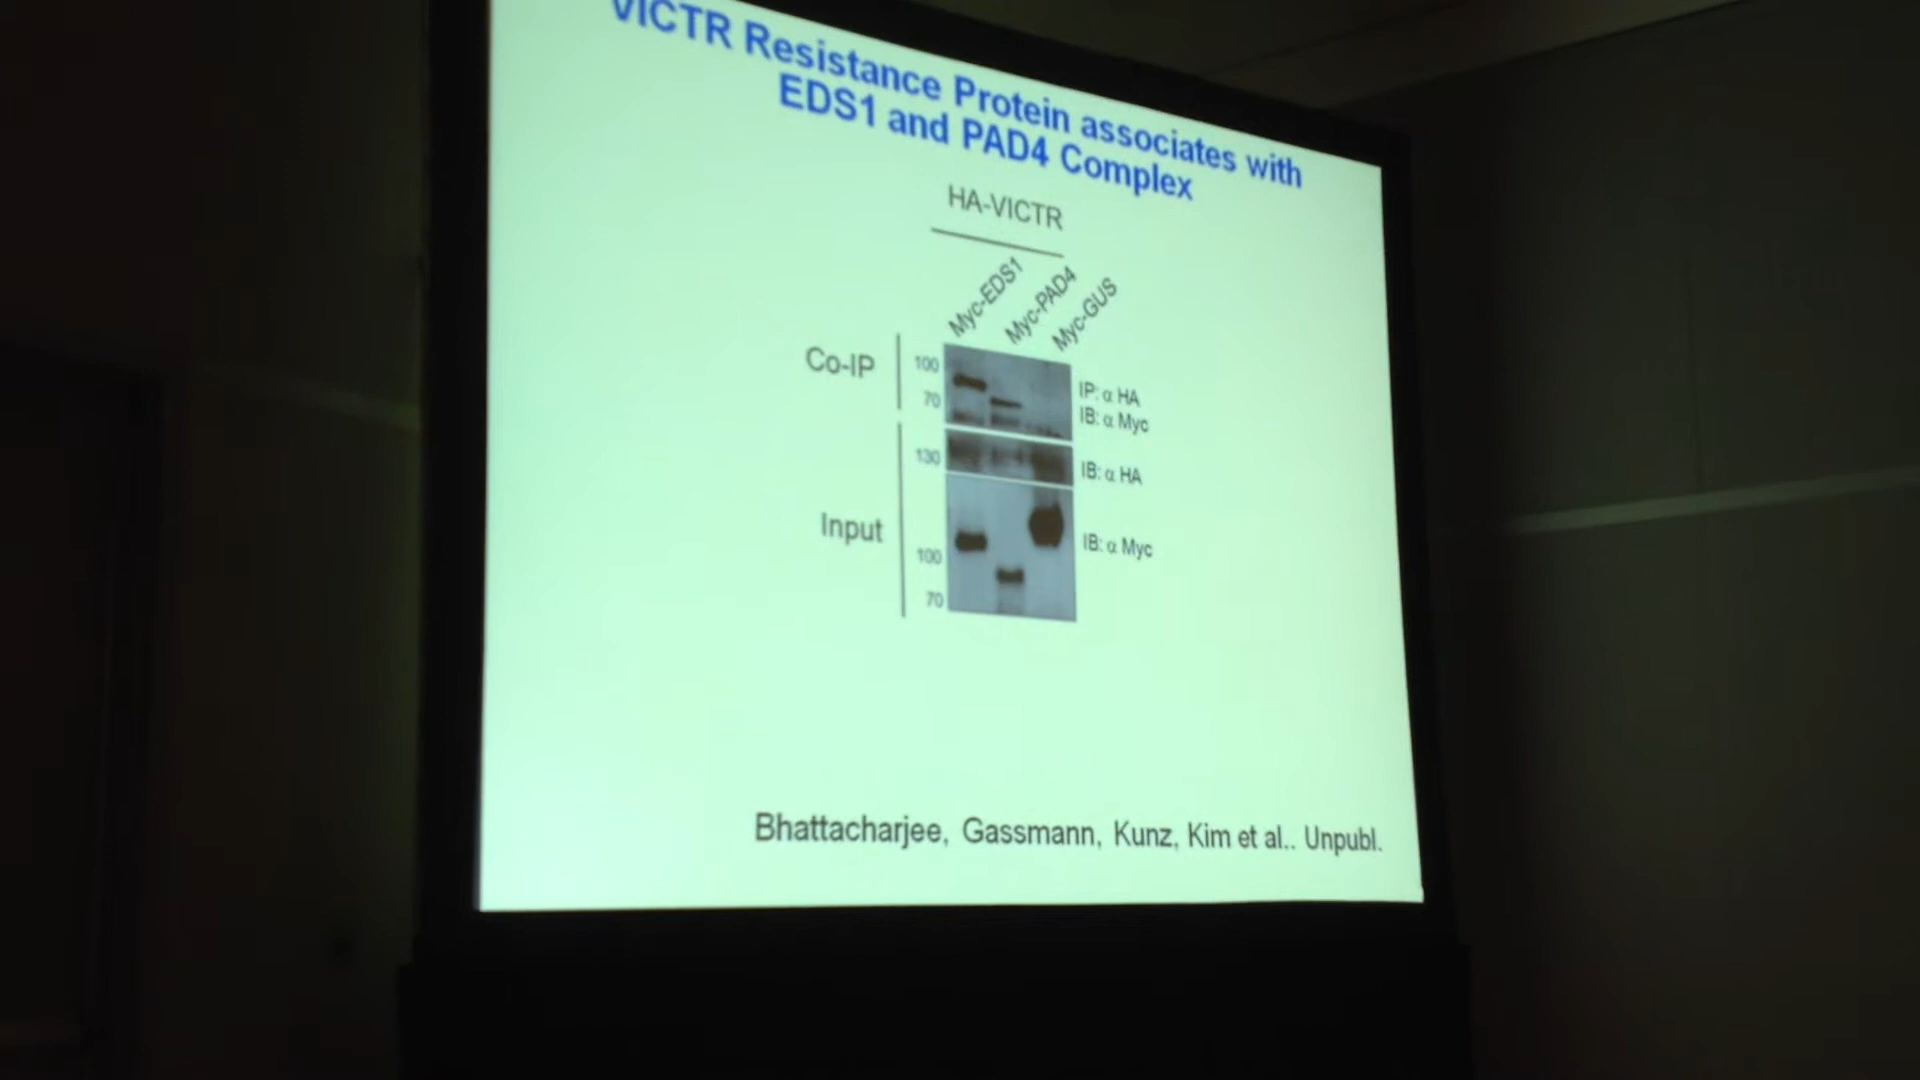 VICTR Resistance Protein associates with
EDS1 and PAD4 Complex
HA-VICTR
Myc-EDS1
Myc-PAD4
Myc-GUS
Co-IP
100
70
IP: α HA
IB: α Myc
130
IB: α HA
Input
100
70
IB: α Myc
Bhattacharjee, Gassmann, Kunz, Kim et al.. Unpubl.